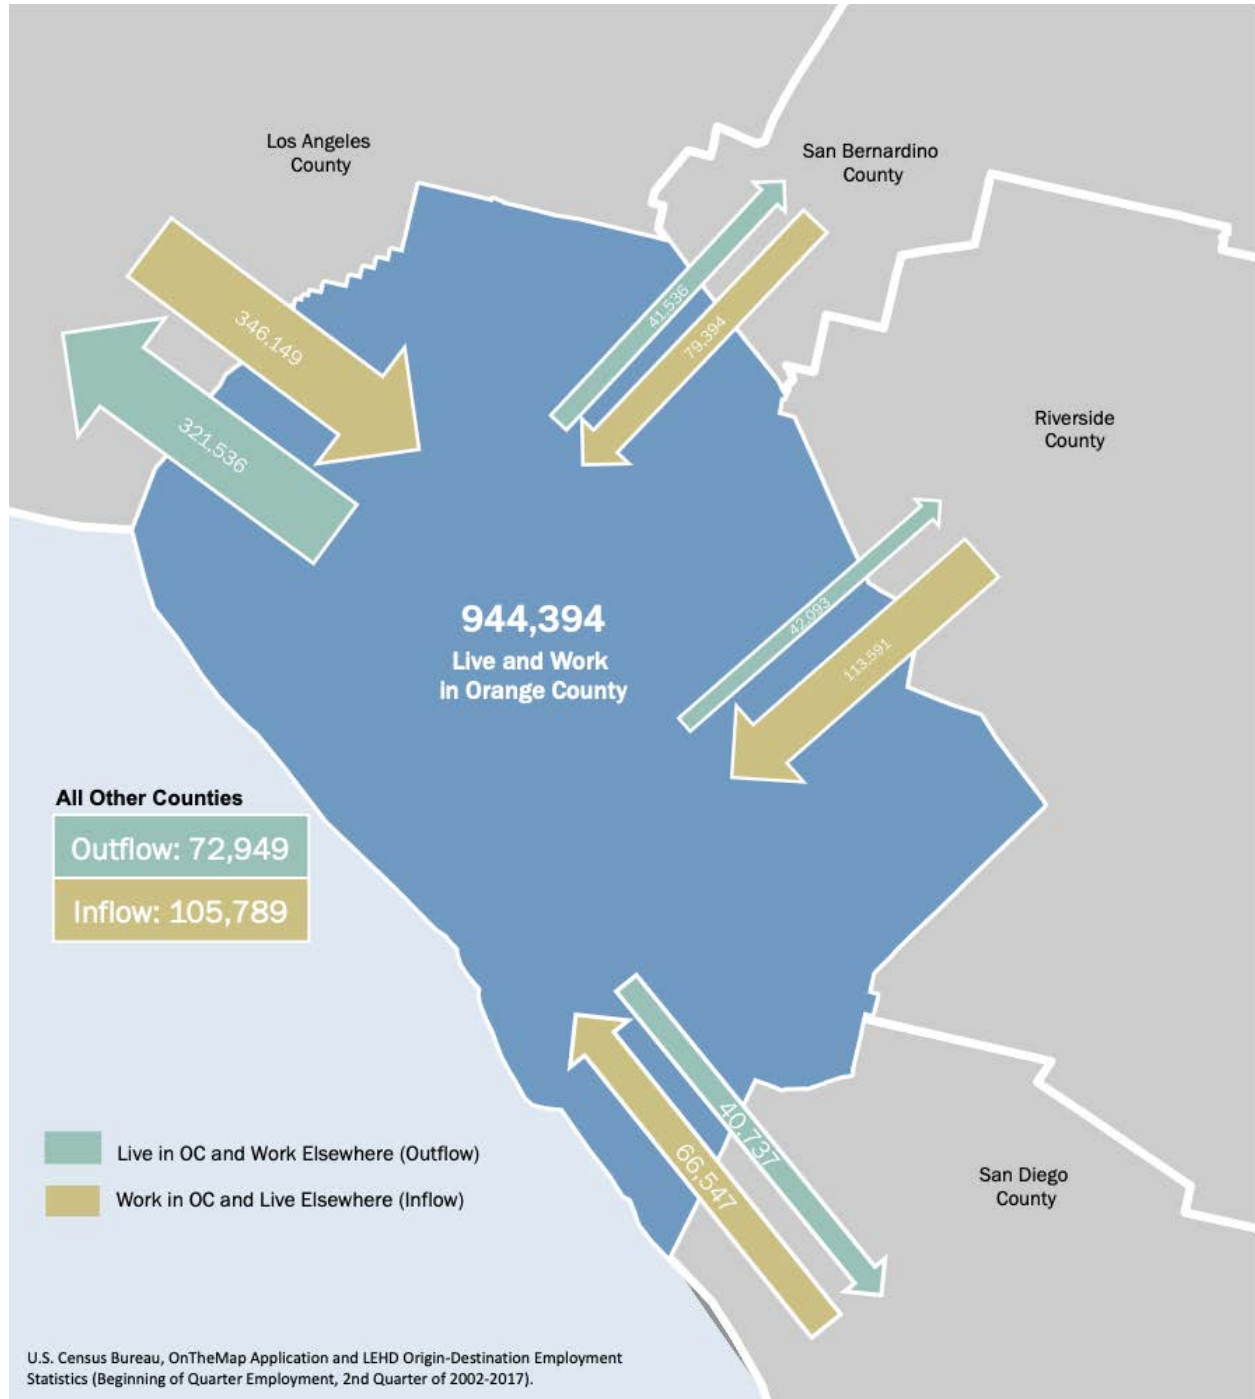 Los Angeles
County
San Bernardino
County
41,536
79,394
346,149
321,536
Riverside
County
42,093
113,591
944,394
Live and Work
in Orange County
All Other Counties
Outflow: 72,949
Inflow: 105,789
40,737
66,547
Live in OC and Work Elsewhere (Outflow)
Work in OC and Live Elsewhere (Inflow)
San Diego
County
U.S. Census Bureau, OnTheMap Application and LEHD Origin-Destination Employment
Statistics (Beginning of Quarter Employment, 2nd Quarter of 2002-2017).